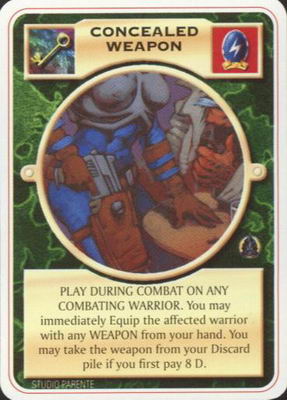 CONCEALED
WEAPON
PLAY DURING COMBAT ON ANY
COMBATING WARRIOR. You may
immediately Equip the affected warrior
with any WEAPON from your hand. You
may take the weapon from your Discard
pile if you first pay 8 D.
STUDIO PARENTE